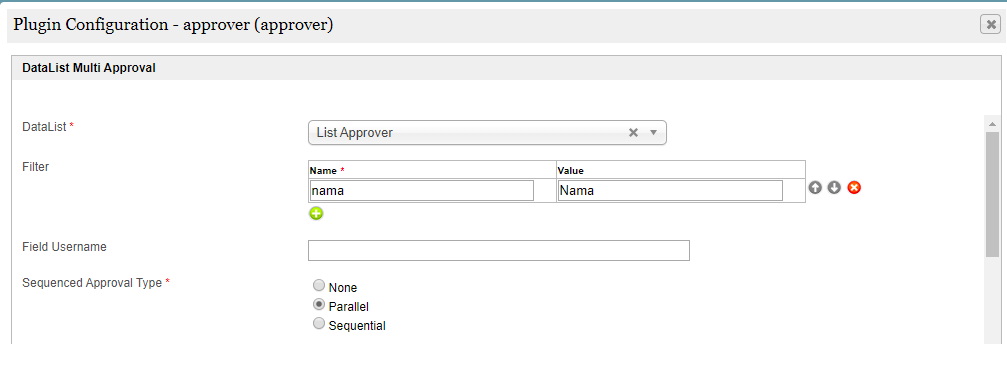 Plugin Configuration - approver (approver)
DataList Multi Approval
DataList *
List Approver
Filter
Name * Value
nama Nama
Field Username
Sequenced Approval Type *
None
Parallel
Sequential